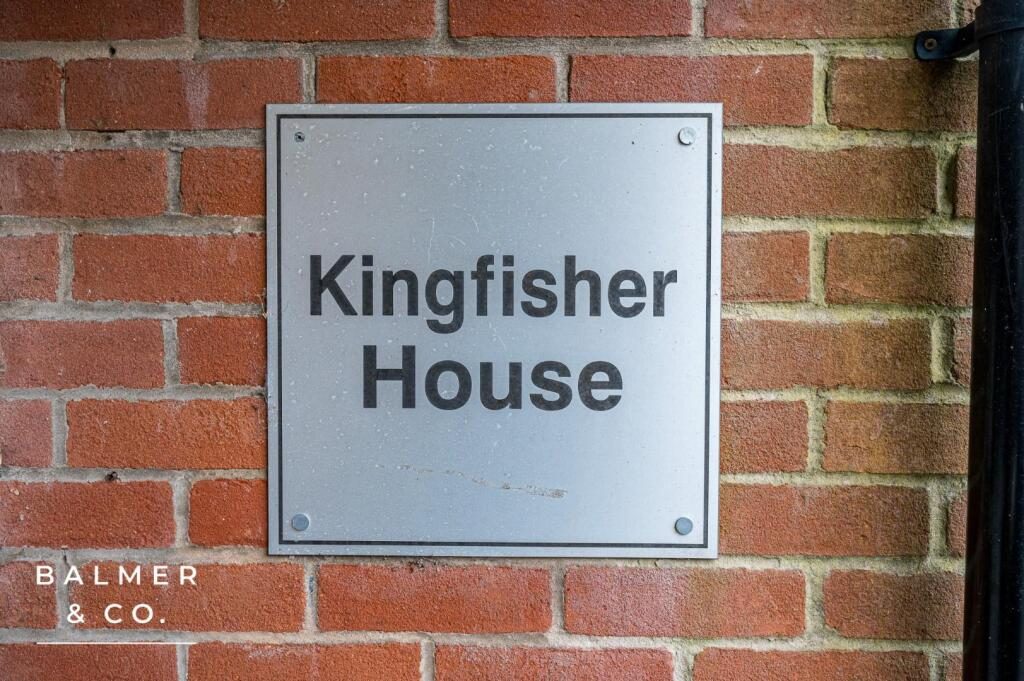 Kingfisher
House
BALMER
& CO.